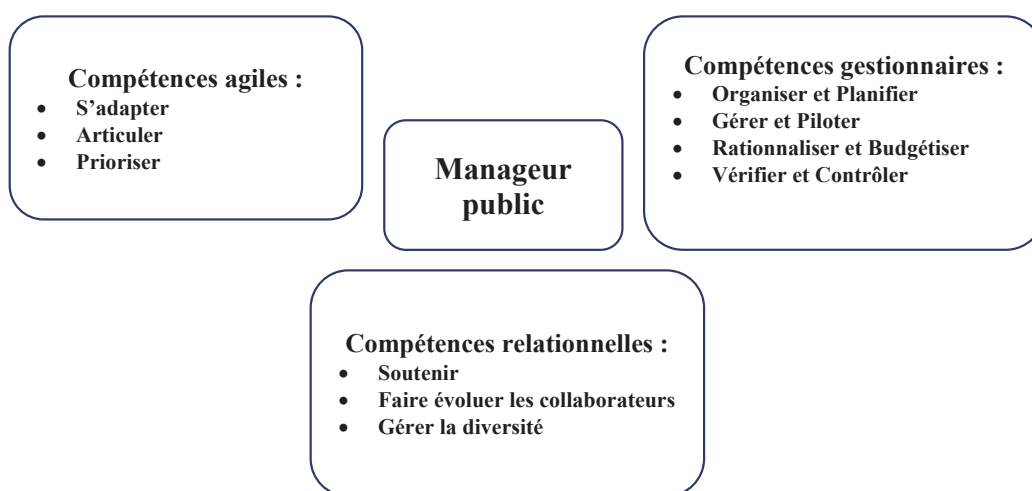 Compétences agiles :
• S’adapter
• Articuler
• Prioriser
Manageur
public
Compétences gestionnaires :
• Organiser et Planifier
• Gérer et Piloter
• Rationnaliser et Budgétiser
• Vérifier et Contrôler
Compétences relationnelles :
• Soutenir
• Faire évoluer les collaborateurs
• Gérer la diversité